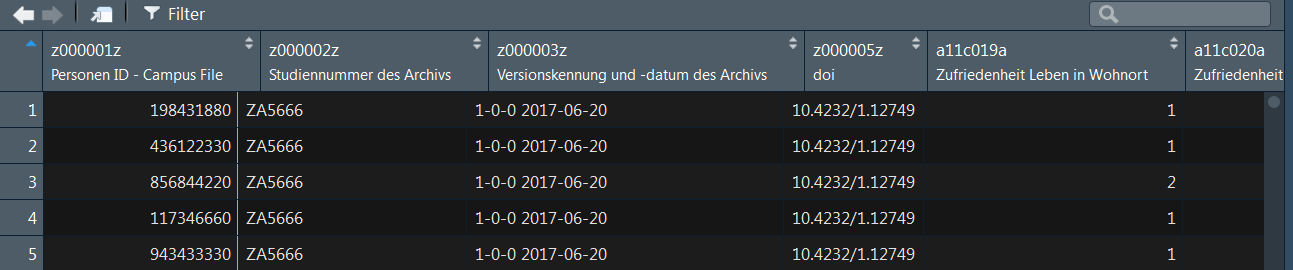 Filter
z000001z z000002z z000003z z000005z a11c019a a11c020a
Personen ID - Campus File Studiennummer des Archivs Versionskennung und -datum des Archivs doi Zufriedenheit Leben in Wohnort Zufriedenheit
1 198431880 ZA5666 1-0-0 2017-06-20 10.4232/1.12749 1
2 436122330 ZA5666 1-0-0 2017-06-20 10.4232/1.12749 1
3 856844220 ZA5666 1-0-0 2017-06-20 10.4232/1.12749 2
4 117346660 ZA5666 1-0-0 2017-06-20 10.4232/1.12749 1
5 943433330 ZA5666 1-0-0 2017-06-20 10.4232/1.12749 1